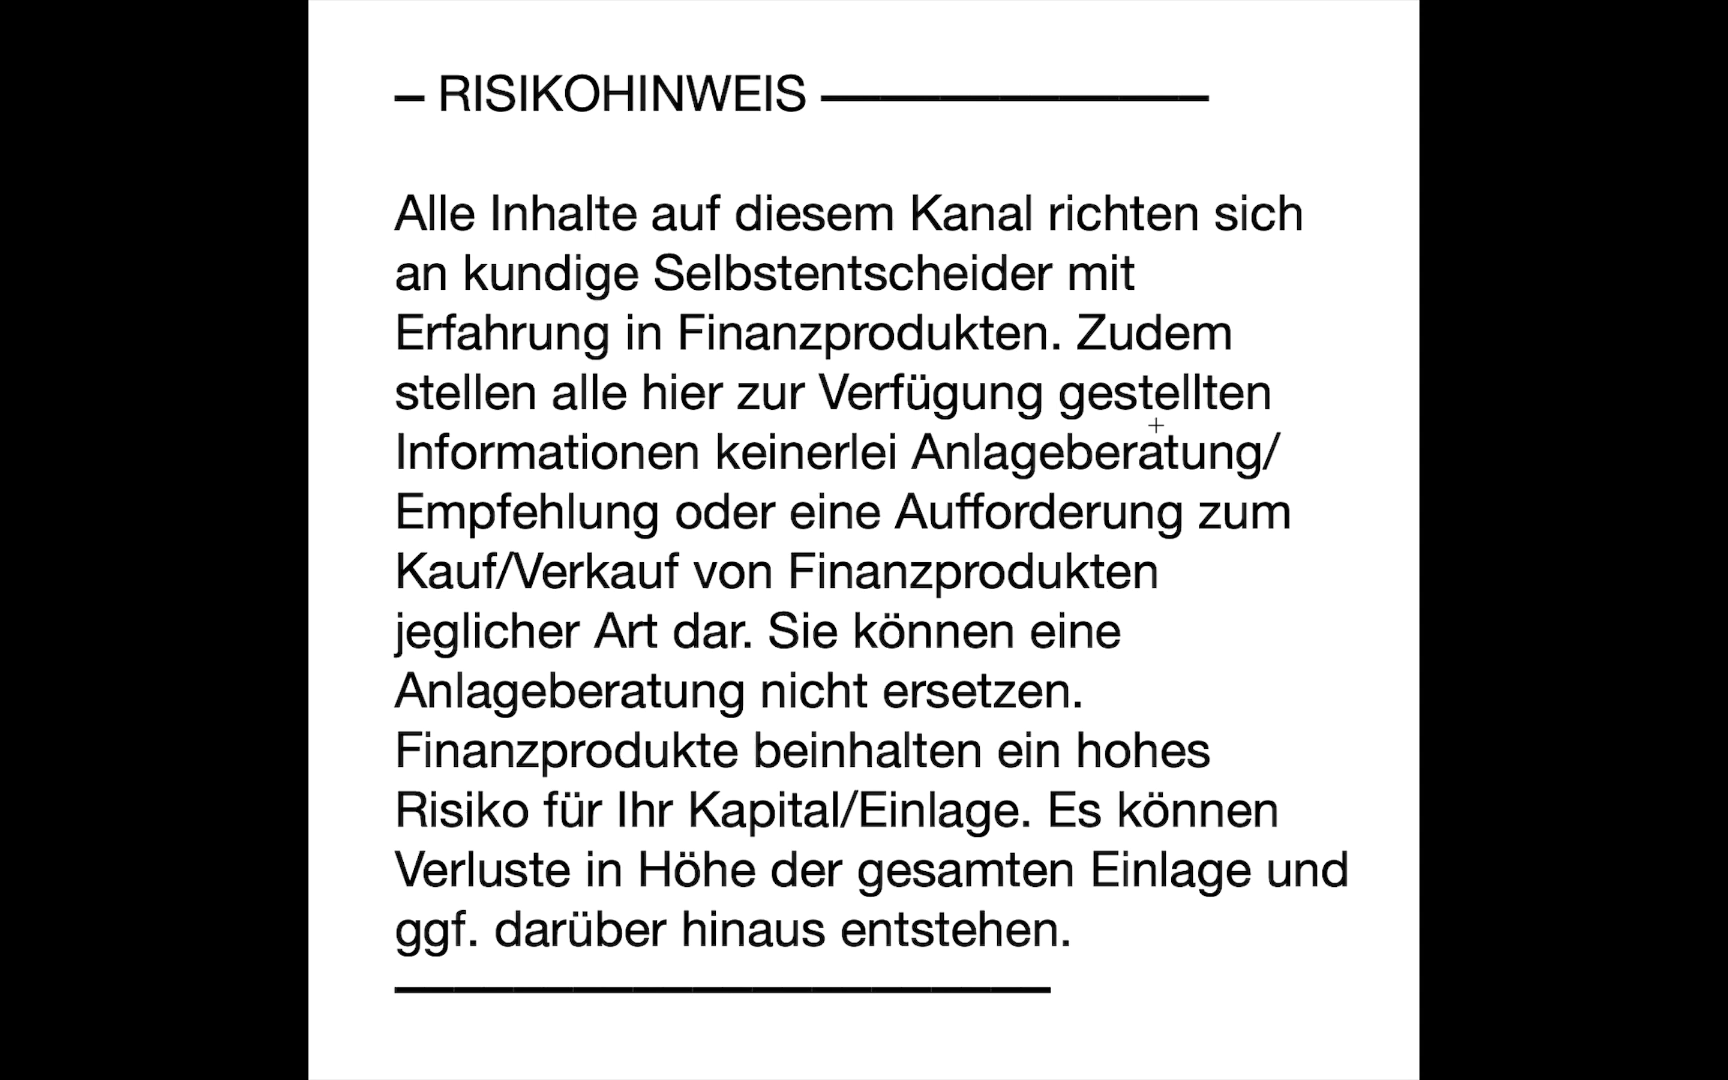 – RISIKOHINWEIS ———————
Alle Inhalte auf diesem Kanal richten sich
an kundige Selbstentscheider mit
Erfahrung in Finanzprodukten. Zudem
stellen alle hier zur Verfügung gestellten
Informationen keinerlei Anlageberatung/
Empfehlung oder eine Aufforderung zum
Kauf/Verkauf von Finanzprodukten
jeglicher Art dar. Sie können eine
Anlageberatung nicht ersetzen.
Finanzprodukte beinhalten ein hohes
Risiko für Ihr Kapital/Einlage. Es können
Verluste in Höhe der gesamten Einlage und
ggf. darüber hinaus entstehen.